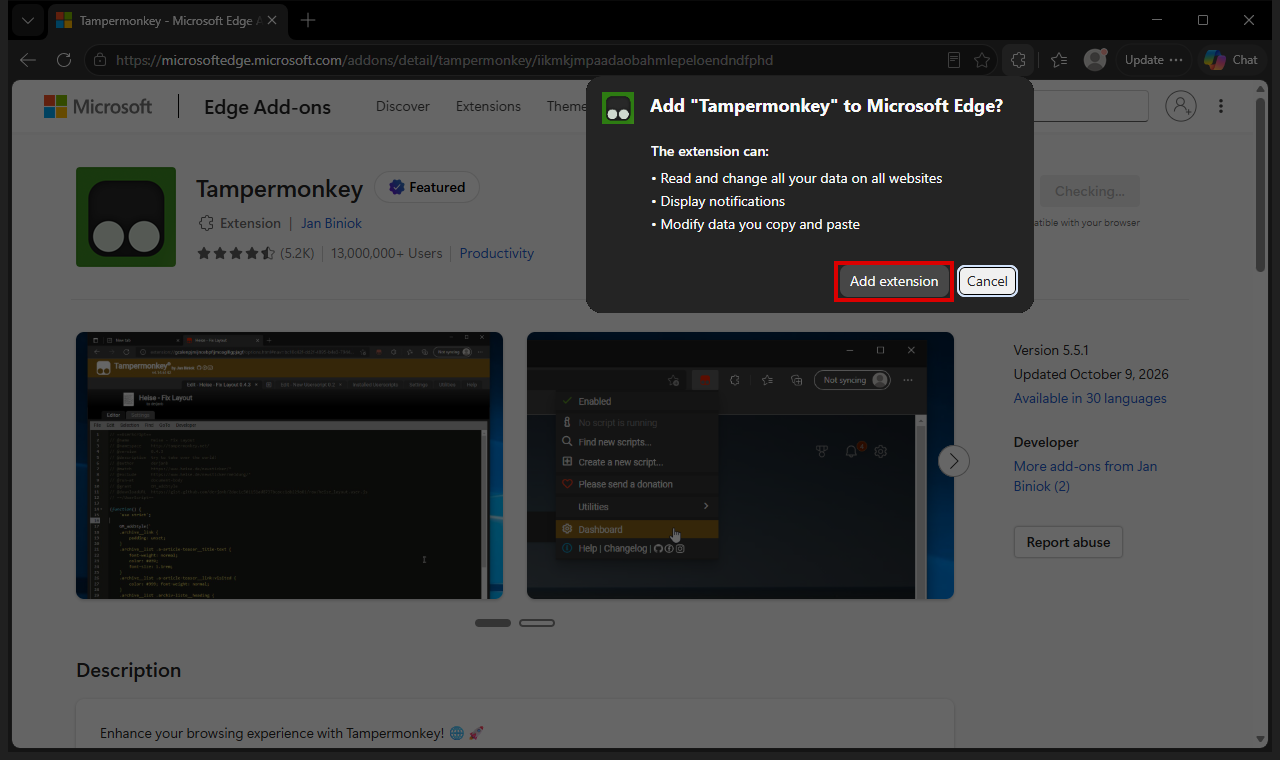 Tampermonkey - Microsoft Edge A
https://microsoftedge.microsoft.com/addons/detail/tampermonkey/iikmkjmpaadaobahmlepeloendndfphd
Update
Chat
Microsoft
Edge Add-ons
Discover
Extensions
Theme
Add "Tampermonkey" to Microsoft Edge?
The extension can:
• Read and change all your data on all websites
• Display notifications
• Modify data you copy and paste
Add extension
Cancel
Tampermonkey
Featured
Extension | Jan Biniok
(5.2K) | 13,000,000+ Users | Productivity
Checking...
atible with your browser
Tampermonkey
Heise - Fix Layout
Editor
Not syncing
Enabled
No script is running
Find new scripts...
Create a new script...
Please send a donation
Utilities
Dashboard
Help | Changelog |
Version 5.5.1
Updated October 9, 2026
Available in 30 languages
Developer
More add-ons from Jan
Biniok (2)
Report abuse
Description
Enhance your browsing experience with Tampermonkey! 🌐 🚀